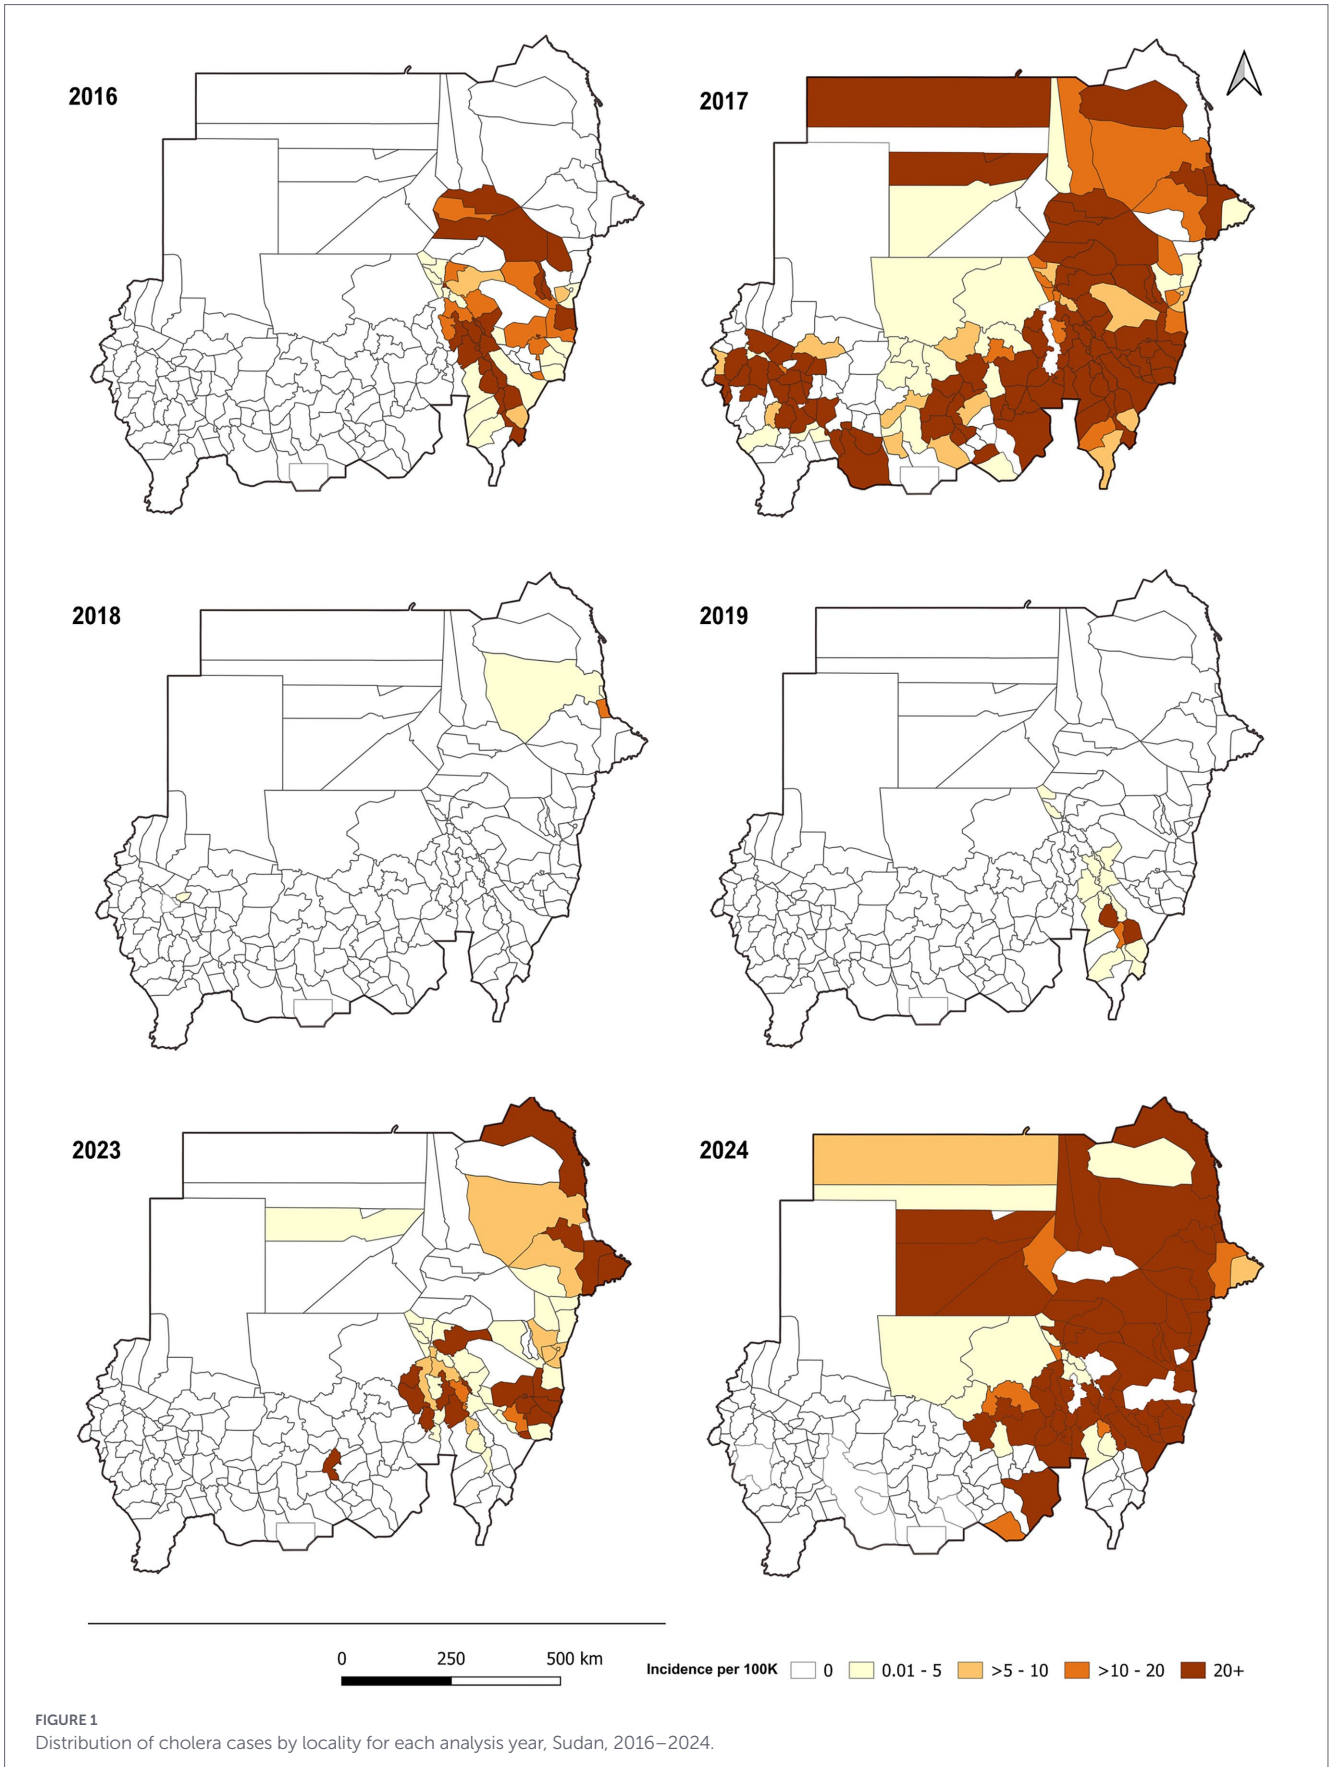 2016
2017
2018
2019
2023
2024
0 250 500 km
Incidence per 100K 0 0.01 - 5 >5 - 10 >10 - 20 20+
FIGURE 1
Distribution of cholera cases by locality for each analysis year, Sudan, 2016–2024.